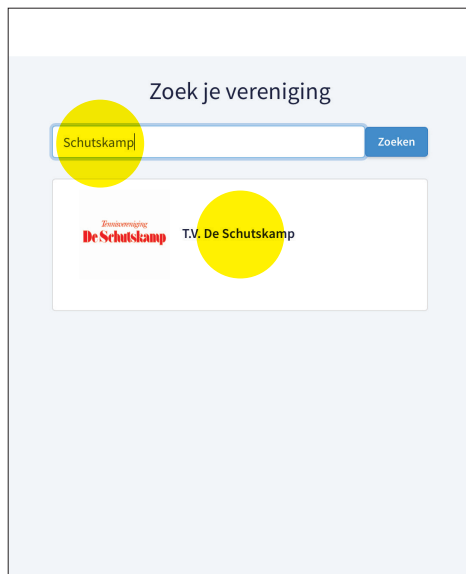 Zoek je vereniging
Schutskamp
Zoeken
Tennisvereniging
De Schutskamp
T.V. De Schutskamp